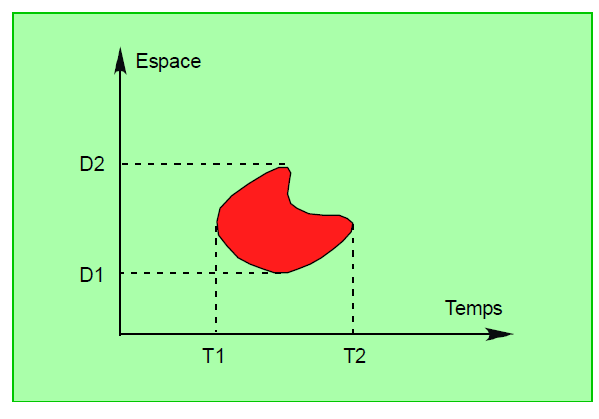 Espace
D2
D1
Temps
T1 T2